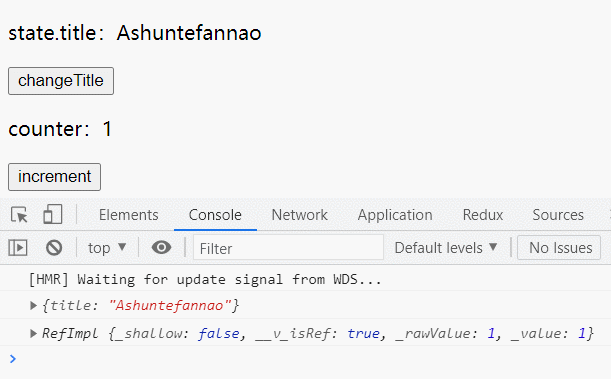 state.title：Ashuntefannao
changeTitle
counter：1
increment
Elements Console Network Application Redux Sources
top ▼ Filter Default levels ▼ No Issues
[HMR] Waiting for update signal from WDS...
▶ {title: "Ashuntefannao"}
▶ RefImpl {_shallow: false, __v_isRef: true, _rawValue: 1, _value: 1}
>